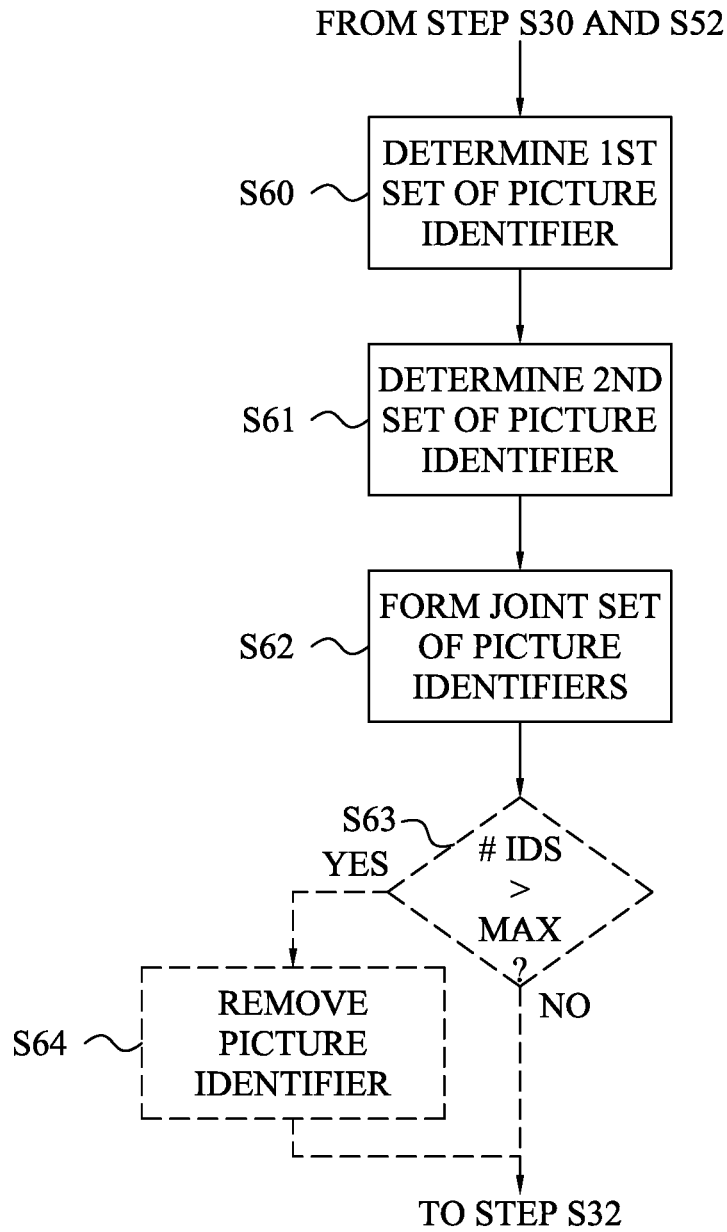 FROM STEP S30 AND S52
DETERMINE 1ST
SET OF PICTURE
IDENTIFIER
S60
DETERMINE 2ND
SET OF PICTURE
IDENTIFIER
S61
FORM JOINT SET
OF PICTURE
IDENTIFIERS
S62
S63
# IDS
>
MAX
?
YES
NO
REMOVE
PICTURE
IDENTIFIER
S64
TO STEP S32